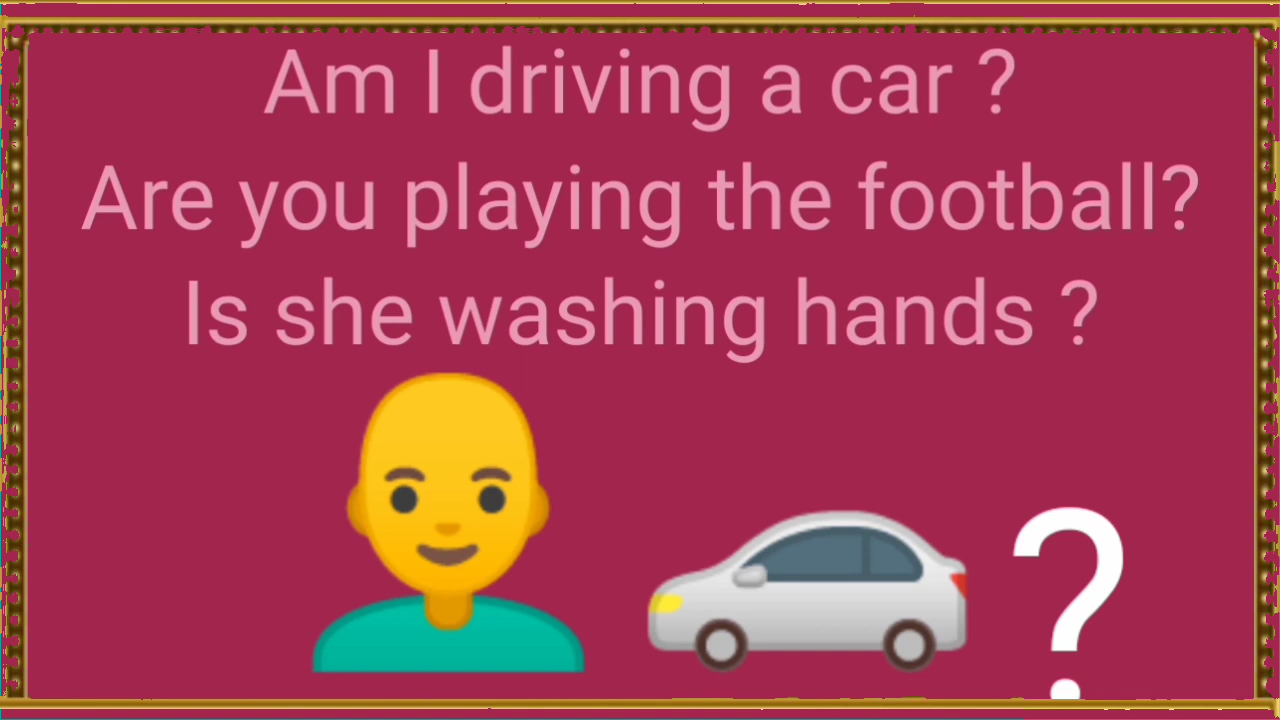 Am I driving a car ?
Are you playing the football?
Is she washing hands ?
?